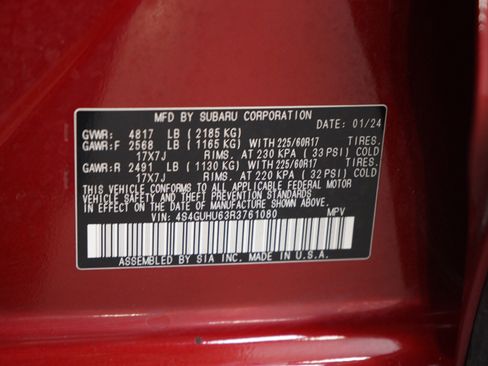 MFD BY SUBARU CORPORATION
DATE: 01/24
GVWR: 4817 LB (2185 KG)
GAWR:F 2568 LB (1165 KG) WITH 225/60R17 TIRES.
17X7J RIMS. AT 230 KPA (33 PSI) COLD
GAWR:R 2491 LB (1130 KG) WITH 225/60R17 TIRES.
17X7J RIMS. AT 220 KPA (32 PSI) COLD
THIS VEHICLE CONFORMS TO ALL APPLICABLE FEDERAL MOTOR
VEHICLE SAFETY AND THEFT PREVENTION STANDARDS
IN EFFECT ON THE DATE OF MANUFACTURE SHOWN ABOVE.
VIN: 4S4GUHU63R3761080 MPV
ASSEMBLED BY SIA INC. MADE IN U.S.A.